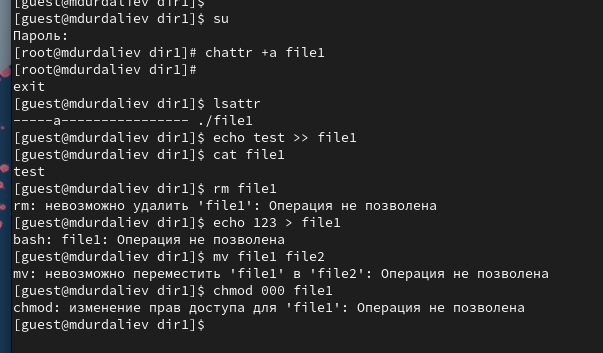 [guest@mdurdaliev dir1]$
[guest@mdurdaliev dir1]$ su
Пароль:
[root@mdurdaliev dir1]# chattr +a file1
[root@mdurdaliev dir1]#
exit
[guest@mdurdaliev dir1]$ lsattr
-----a---------------- ./file1
[guest@mdurdaliev dir1]$ echo test >> file1
[guest@mdurdaliev dir1]$ cat file1
test
[guest@mdurdaliev dir1]$ rm file1
rm: невозможно удалить 'file1': Операция не позволена
[guest@mdurdaliev dir1]$ echo 123 > file1
bash: file1: Операция не позволена
[guest@mdurdaliev dir1]$ mv file1 file2
mv: невозможно переместить 'file1' в 'file2': Операция не позволена
[guest@mdurdaliev dir1]$ chmod 000 file1
chmod: изменение прав доступа для 'file1': Операция не позволена
[guest@mdurdaliev dir1]$